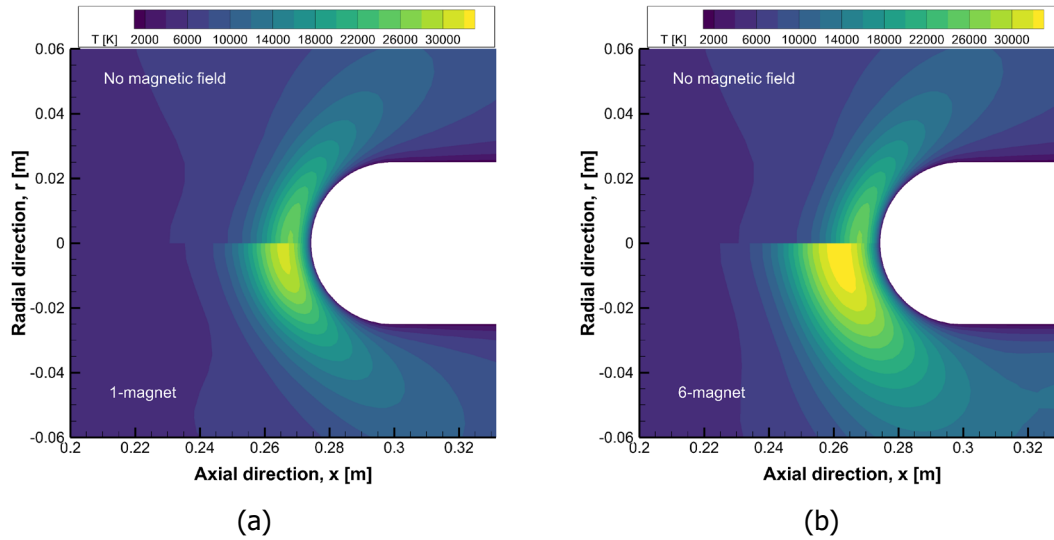 T [K] 2000 6000 10000 14000 18000 22000 26000 30000
0.06
No magnetic field
0.04
0.02
0
-0.02
-0.04
1-magnet
-0.06
0.2 0.22 0.24 0.26 0.28 0.3 0.32
Radial direction, r [m]
Axial direction, x [m]
(a)
T [K] 2000 6000 10000 14000 18000 22000 26000 30000
0.06
No magnetic field
0.04
0.02
0
-0.02
-0.04
6-magnet
-0.06
0.2 0.22 0.24 0.26 0.28 0.3 0.32
Radial direction, r [m]
Axial direction, x [m]
(b)